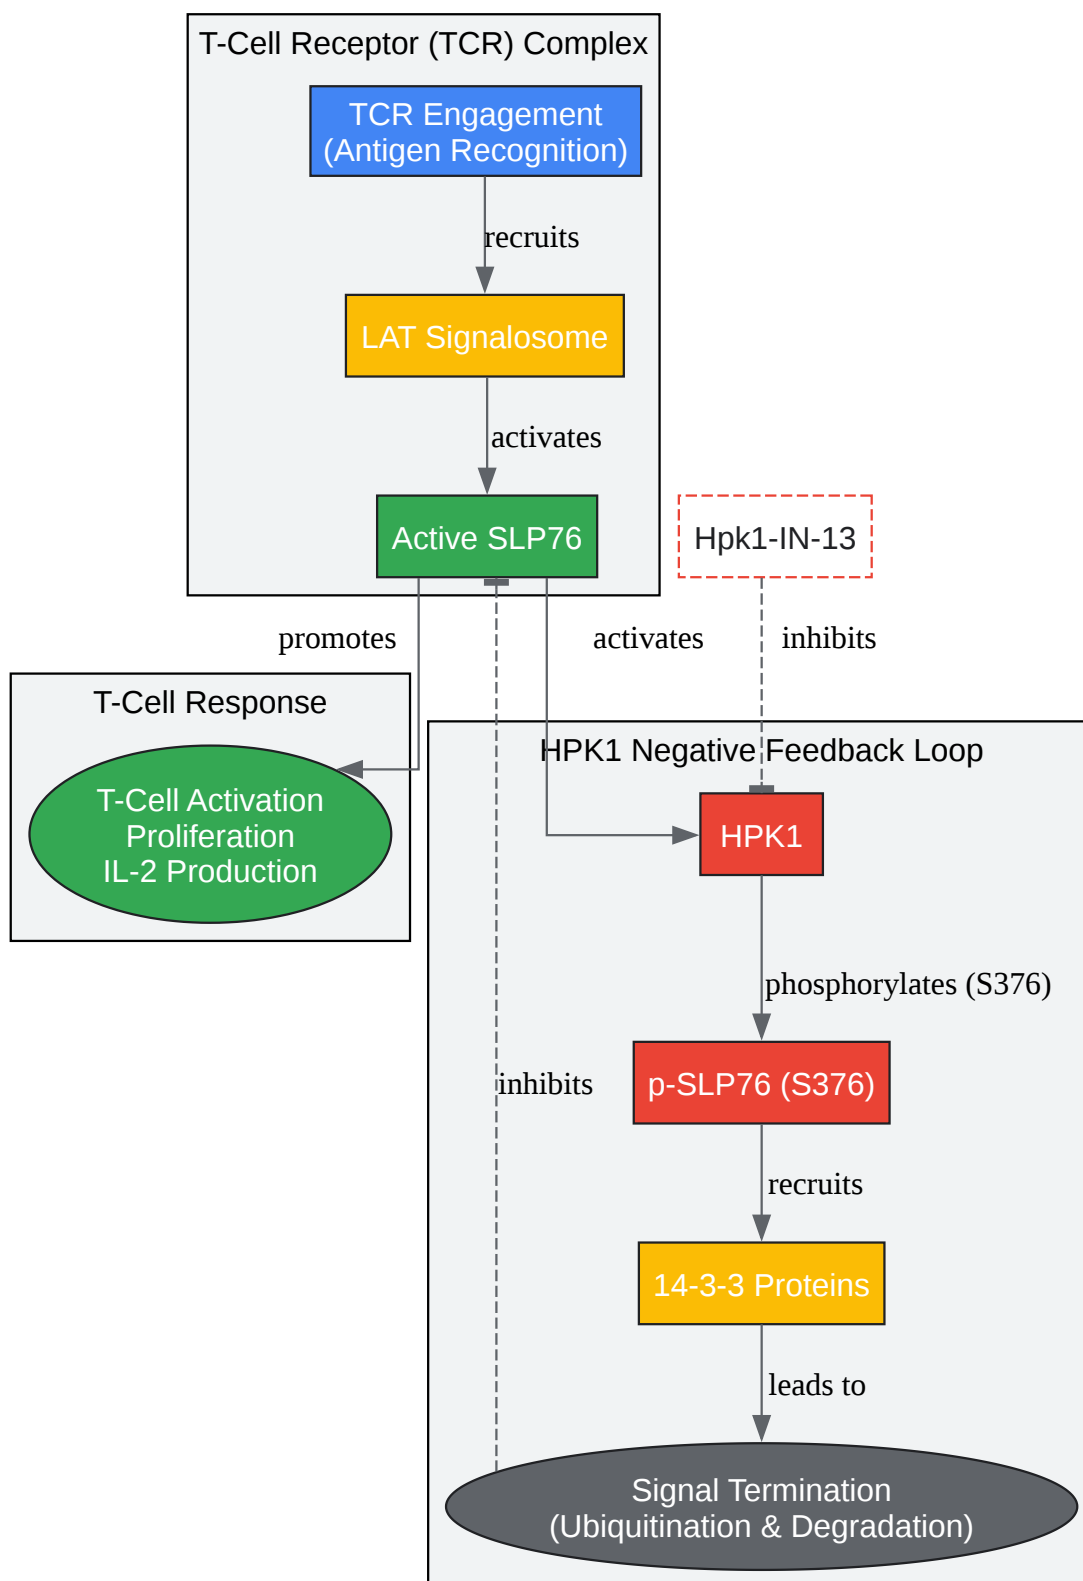 T-Cell Receptor (TCR) Complex
TCR Engagement
(Antigen Recognition)
recruits
LAT Signalosome
activates
Active SLP76
Hpk1-IN-13
promotes
activates
inhibits
T-Cell Response
T-Cell Activation
Proliferation
IL-2 Production
HPK1 Negative Feedback Loop
HPK1
phosphorylates (S376)
p-SLP76 (S376)
inhibits
recruits
14-3-3 Proteins
leads to
Signal Termination
(Ubiquitination & Degradation)